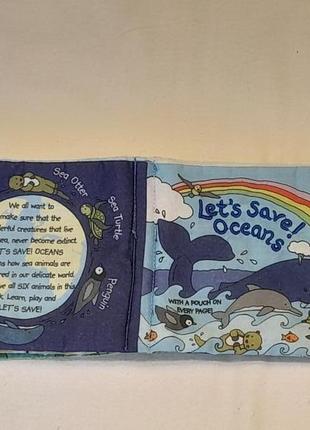 Sea Otter
Sea Turtle
Penguin
We all want to
make sure that the
creatures that live
sea, never become extinct.
LET'S SAVE! OCEANS
how sea animals are
in our delicate world.
all SIX animals in this
Learn, play and
LET'S SAVE!
Let's Save!
Oceans
WITH A POUCH ON
EVERY PAGE!